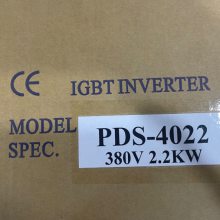 CE IGBT INVERTER
MODEL PDS-4022
SPEC. 380V 2.2KW